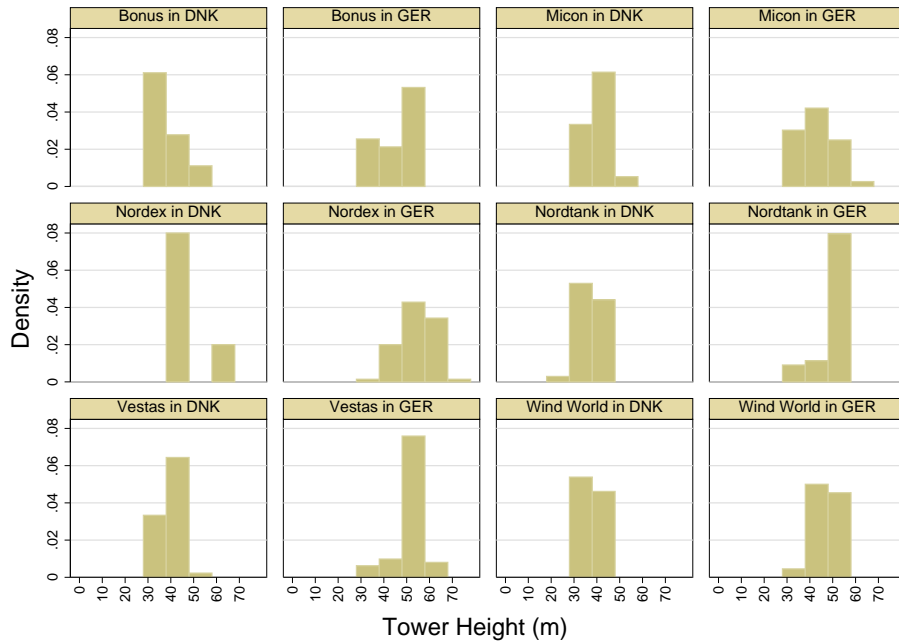 Bonus in DNK Bonus in GER Micon in DNK Micon in GER
.08
.06
.04
.02
0
Nordex in DNK Nordex in GER Nordtank in DNK Nordtank in GER
.08
.06
.04
.02
0
Density
Vestas in DNK Vestas in GER Wind World in DNK Wind World in GER
.08
.06
.04
.02
0
0 10 20 30 40 50 60 70 0 10 20 30 40 50 60 70 0 10 20 30 40 50 60 70 0 10 20 30 40 50 60 70
Tower Height (m)